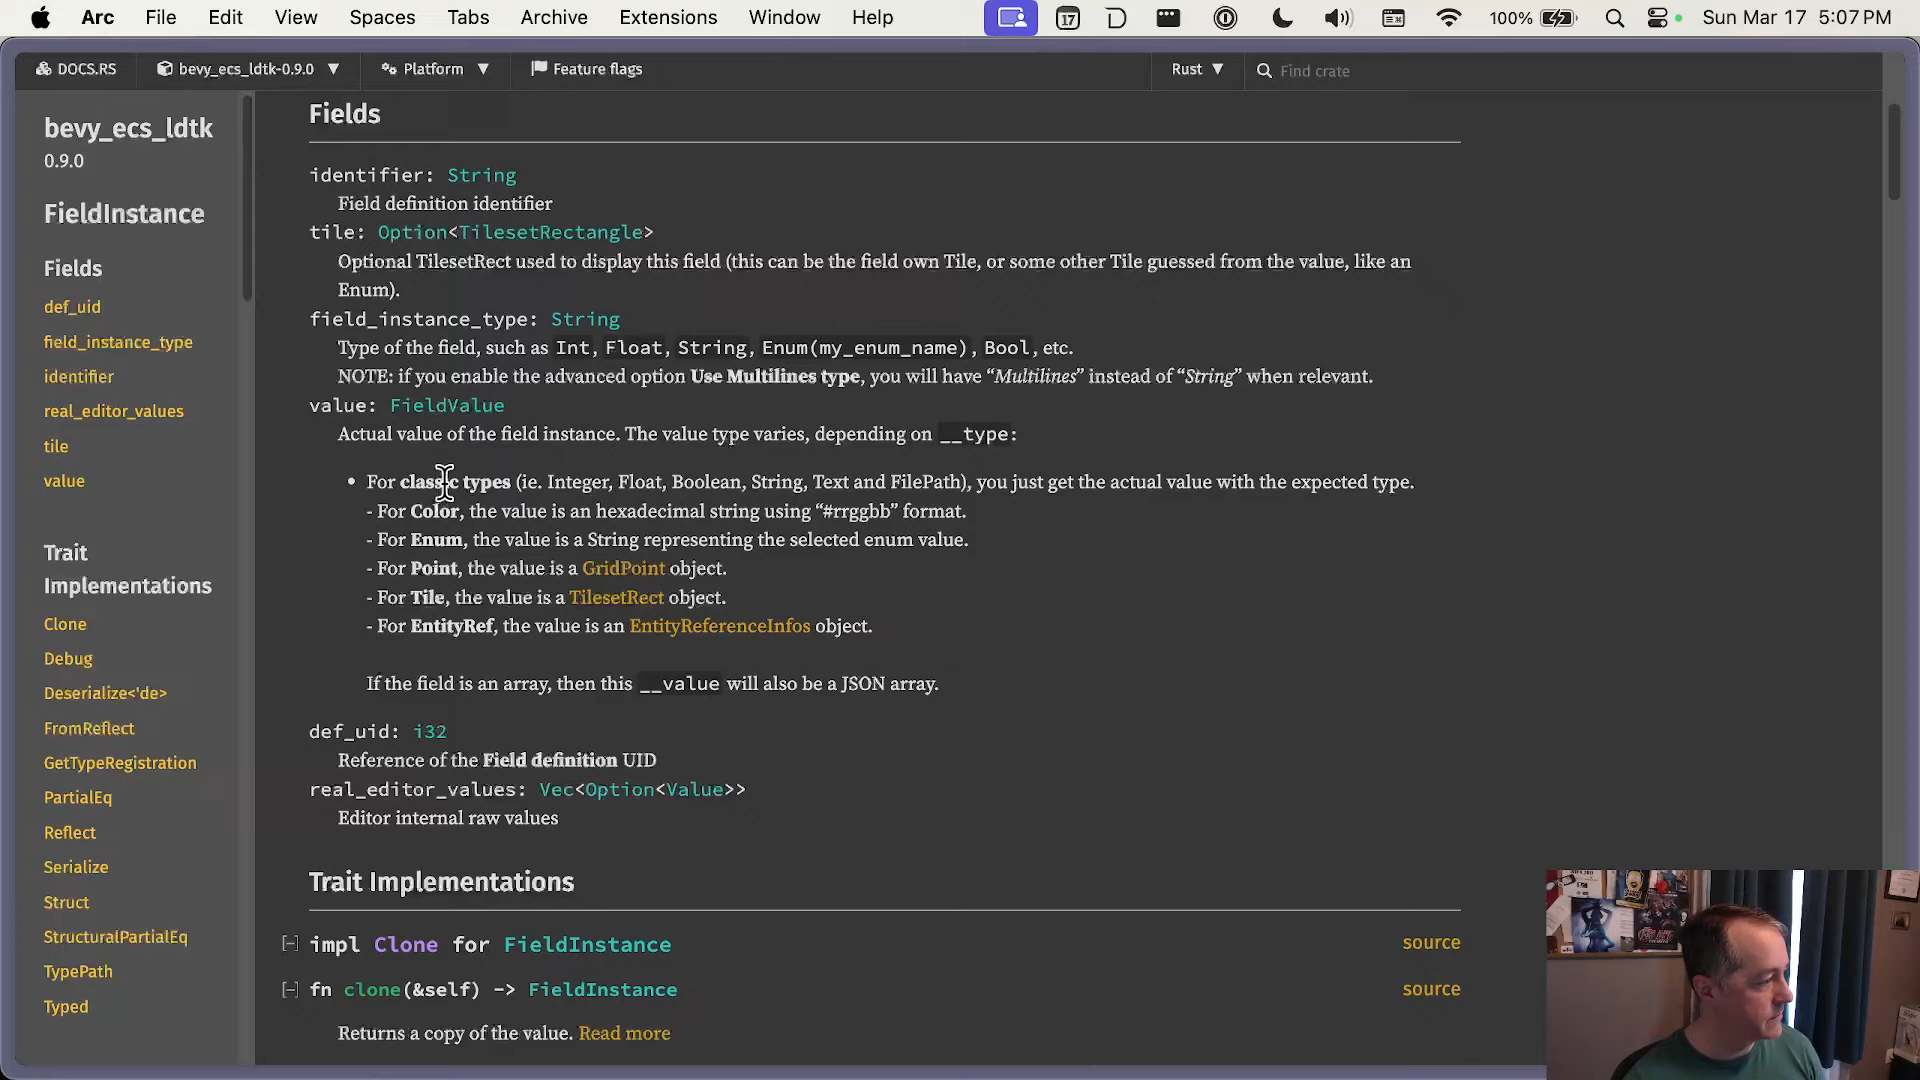 Arc File Edit View Spaces Tabs Archive Extensions Window Help 17 100% Sun Mar 17 5:07 PM
DOCS.RS bevy_ecs_ldtk-0.9.0 ▼ Platform ▼ Feature flags Rust ▼ Find crate
bevy_ecs_ldtk
0.9.0
FieldInstance
Fields
def_uid
field_instance_type
identifier
real_editor_values
tile
value
Trait
Implementations
Clone
Debug
Deserialize<'de>
FromReflect
GetTypeRegistration
PartialEq
Reflect
Serialize
Struct
StructuralPartialEq
TypePath
Typed
Fields
identifier: String
Field definition identifier
tile: Option<TilesetRectangle>
Optional TilesetRect used to display this field (this can be the field own Tile, or some other Tile guessed from the value, like an
Enum).
field_instance_type: String
Type of the field, such as Int, Float, String, Enum(my_enum_name), Bool, etc.
NOTE: if you enable the advanced option Use Multilines type, you will have “Multilines” instead of “String” when relevant.
value: FieldValue
Actual value of the field instance. The value type varies, depending on __type:
• For classic types (ie. Integer, Float, Boolean, String, Text and FilePath), you just get the actual value with the expected type.
- For Color, the value is an hexadecimal string using “#rrggbb” format.
- For Enum, the value is a String representing the selected enum value.
- For Point, the value is a GridPoint object.
- For Tile, the value is a TilesetRect object.
- For EntityRef, the value is an EntityReferenceInfos object.
If the field is an array, then this __value will also be a JSON array.
def_uid: i32
Reference of the Field definition UID
real_editor_values: Vec<Option<Value>>
Editor internal raw values
Trait Implementations
[-] impl Clone for FieldInstance source
[-] fn clone(&self) -> FieldInstance source
Returns a copy of the value. Read more